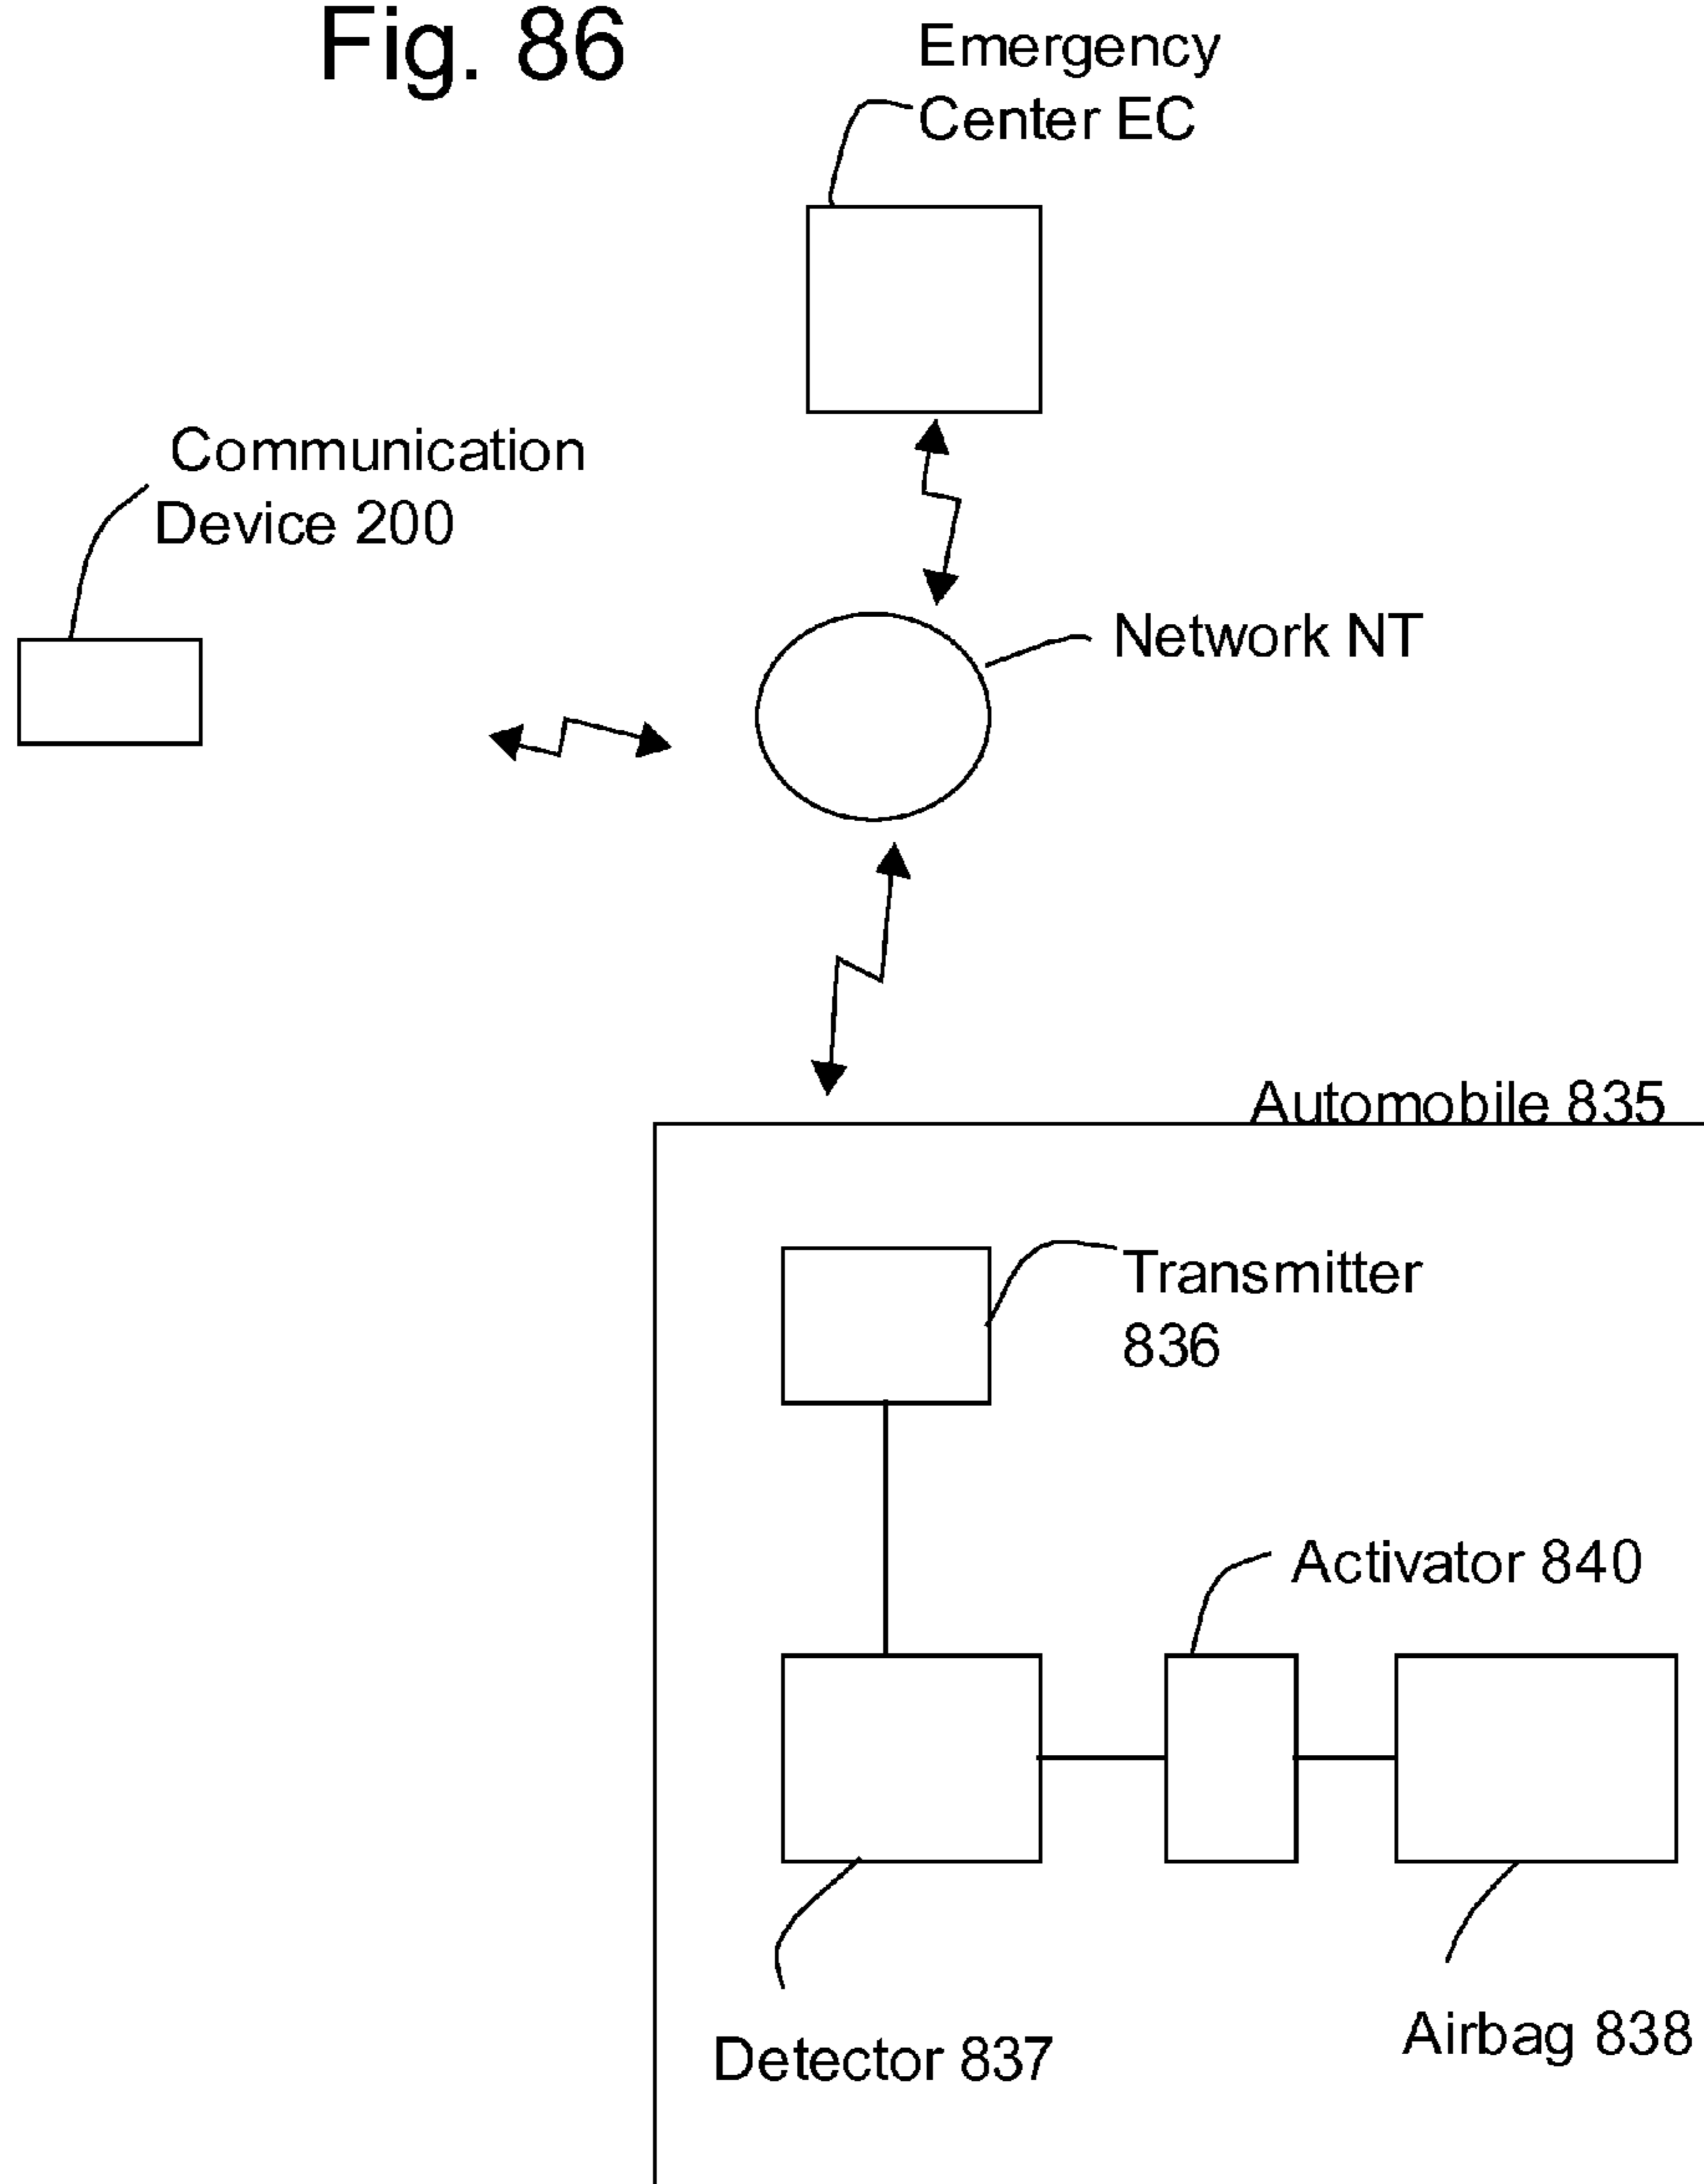 Fig. 86
Emergency
Center EC
Communication
Device 200
Network NT
Automobile 835
Transmitter
836
Activator 840
Detector 837
Airbag 838